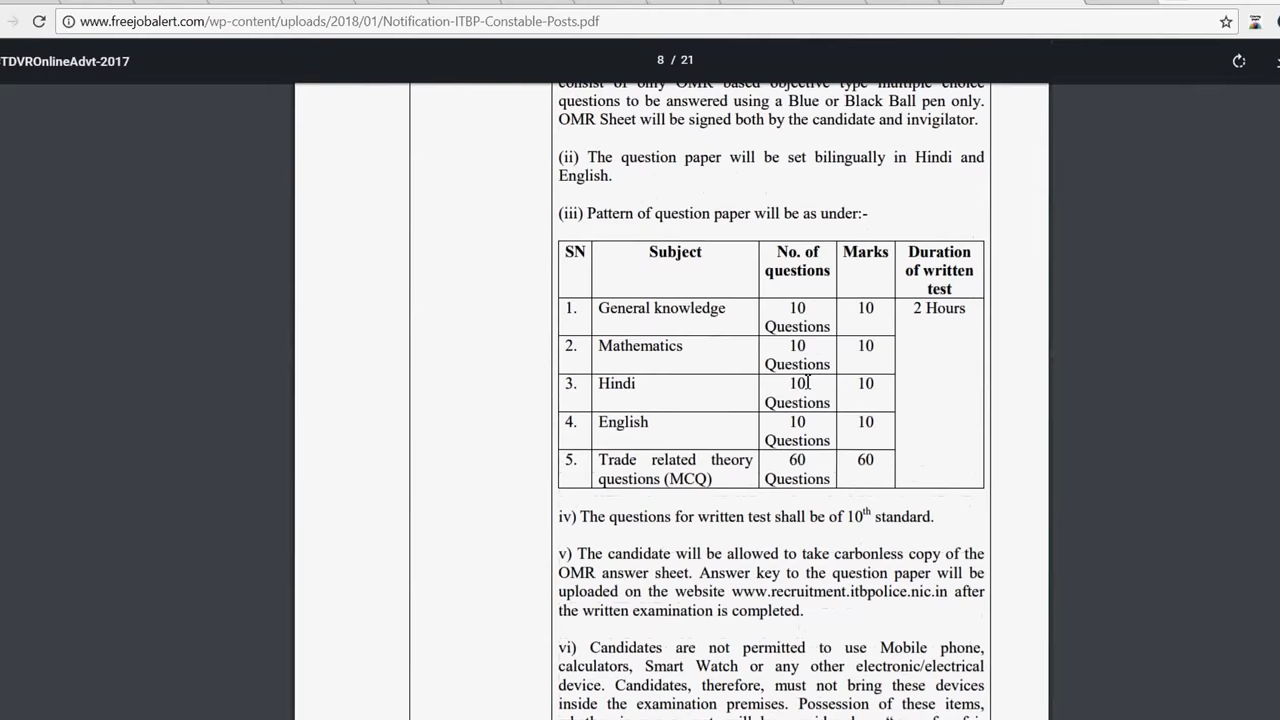 www.freejobalert.com/wp-content/uploads/2018/01/Notification-ITBP-Constable-Posts.pdf
TDVROnlineAdvt-2017
8 / 21
consist of only OMR based objective type multiple choice
questions to be answered using a Blue or Black Ball pen only.
OMR Sheet will be signed both by the candidate and invigilator.
(ii) The question paper will be set bilingually in Hindi and
English.
(iii) Pattern of question paper will be as under:-
SN Subject No. of questions Marks Duration of written test
1. General knowledge 10 Questions 10 2 Hours
2. Mathematics 10 Questions 10
3. Hindi 10 Questions 10
4. English 10 Questions 10
5. Trade related theory questions (MCQ) 60 Questions 60
iv) The questions for written test shall be of 10th standard.
v) The candidate will be allowed to take carbonless copy of the
OMR answer sheet. Answer key to the question paper will be
uploaded on the website www.recruitment.itbpolice.nic.in after
the written examination is completed.
vi) Candidates are not permitted to use Mobile phone,
calculators, Smart Watch or any other electronic/electrical
device. Candidates, therefore, must not bring these devices
inside the examination premises. Possession of these items,